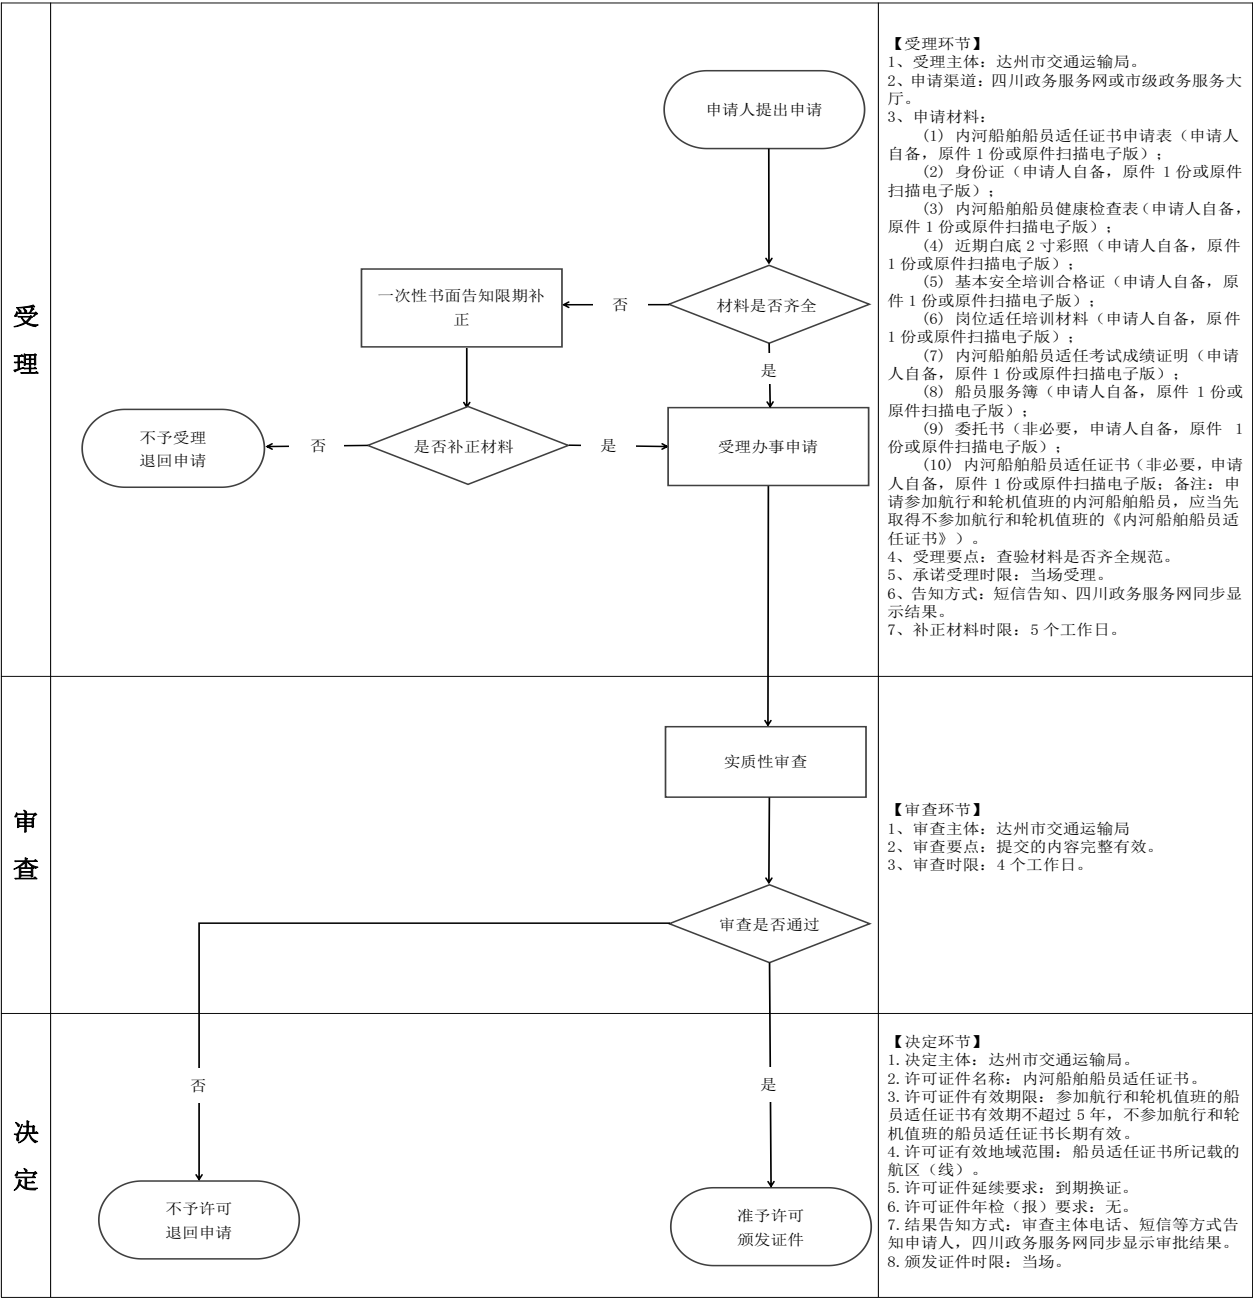 受
理
申请人提出申请
材料是否齐全
否
一次性书面告知限期补
正
是
是否补正材料
否
不予受理
退回申请
是
受理办事申请
【受理环节】
1、受理主体：达州市交通运输局。
2、申请渠道：四川政务服务网或市级政务服务大
厅。
3、申请材料：
(1) 内河船舶船员适任证书申请表（申请人
自备，原件 1 份或原件扫描电子版）；
(2) 身份证（申请人自备，原件 1 份或原件
扫描电子版）；
(3) 内河船舶船员健康检查表（申请人自备，
原件 1 份或原件扫描电子版）；
(4) 近期白底 2 寸彩照（申请人自备，原件
1 份或原件扫描电子版）；
(5) 基本安全培训合格证（申请人自备，原
件 1 份或原件扫描电子版）；
(6) 岗位适任培训材料（申请人自备，原件
1 份或原件扫描电子版）；
(7) 内河船舶船员适任考试成绩证明（申请
人自备，原件 1 份或原件扫描电子版）；
(8) 船员服务簿（申请人自备，原件 1 份或
原件扫描电子版）；
(9) 委托书（非必要，申请人自备，原件 1
份或原件扫描电子版）；
(10) 内河船舶船员适任证书（非必要，申请
人自备，原件 1 份或原件扫描电子版；备注：申
请参加航行和轮机值班的内河船舶船员，应当先
取得不参加航行和轮机值班的《内河船舶船员适
任证书》）。
4、受理要点：查验材料是否齐全规范。
5、承诺受理时限：当场受理。
6、告知方式：短信告知、四川政务服务网同步显
示结果。
7、补正材料时限：5 个工作日。
审
查
实质性审查
审查是否通过
【审查环节】
1、审查主体：达州市交通运输局
2、审查要点：提交的内容完整有效。
3、审查时限：4 个工作日。
决
定
否
是
不予许可
退回申请
准予许可
颁发证件
【决定环节】
1.决定主体：达州市交通运输局。
2.许可证件名称：内河船舶船员适任证书。
3.许可证件有效期限：参加航行和轮机值班的船
员适任证书有效期不超过 5 年，不参加航行和轮
机值班的船员适任证书长期有效。
4.许可证有效地域范围：船员适任证书所记载的
航区（线）。
5.许可证件延续要求：到期换证。
6.许可证件年检（报）要求：无。
7.结果告知方式：审查主体电话、短信等方式告
知申请人，四川政务服务网同步显示审批结果。
8.颁发证件时限：当场。